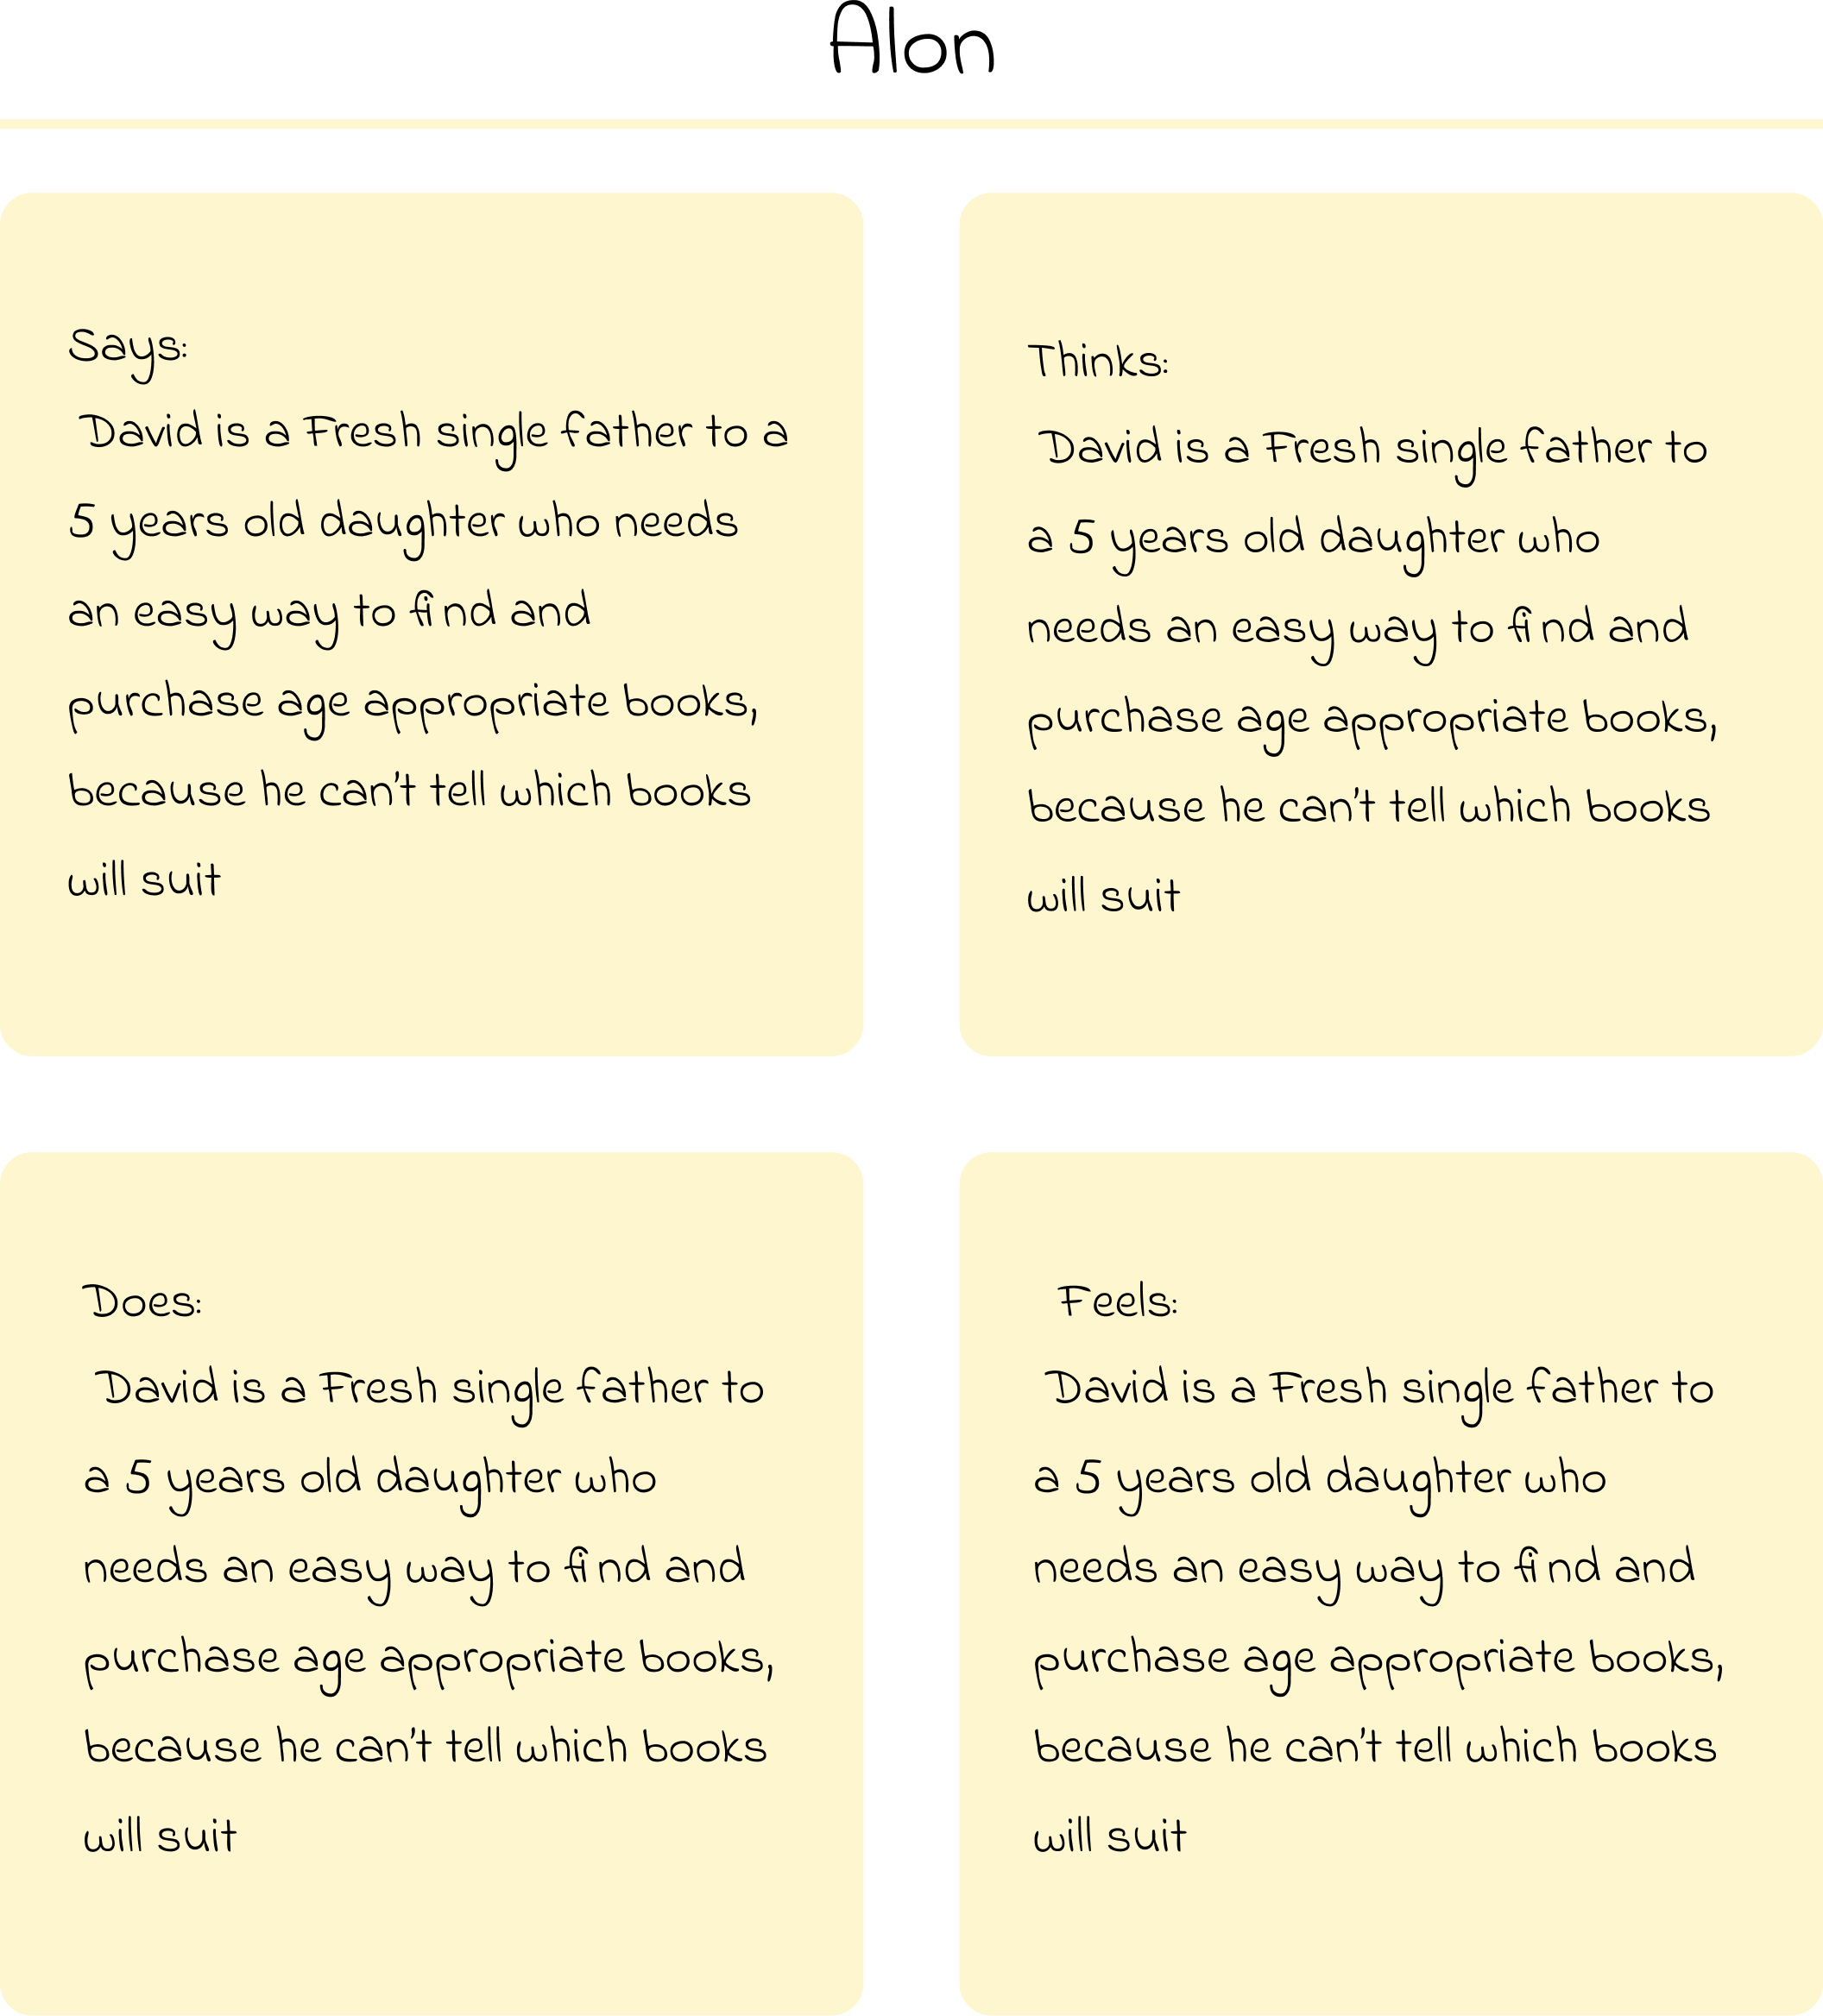 Alon
Says:
David is a Fresh single father to a
5 years old daughter who needs
an easy way to find and
purchase age appropriate books,
because he can't tell which books
will suit
Thinks:
David is a Fresh single father to
a 5 years old daughter who
needs an easy way to find and
purchase age appropriate books,
because he can't tell which books
will suit
Does:
David is a Fresh single father to
a 5 years old daughter who
needs an easy way to find and
purchase age appropriate books,
because he can't tell which books
will suit
Feels:
David is a Fresh single father to
a 5 years old daughter who
needs an easy way to find and
purchase age appropriate books,
because he can't tell which books
will suit